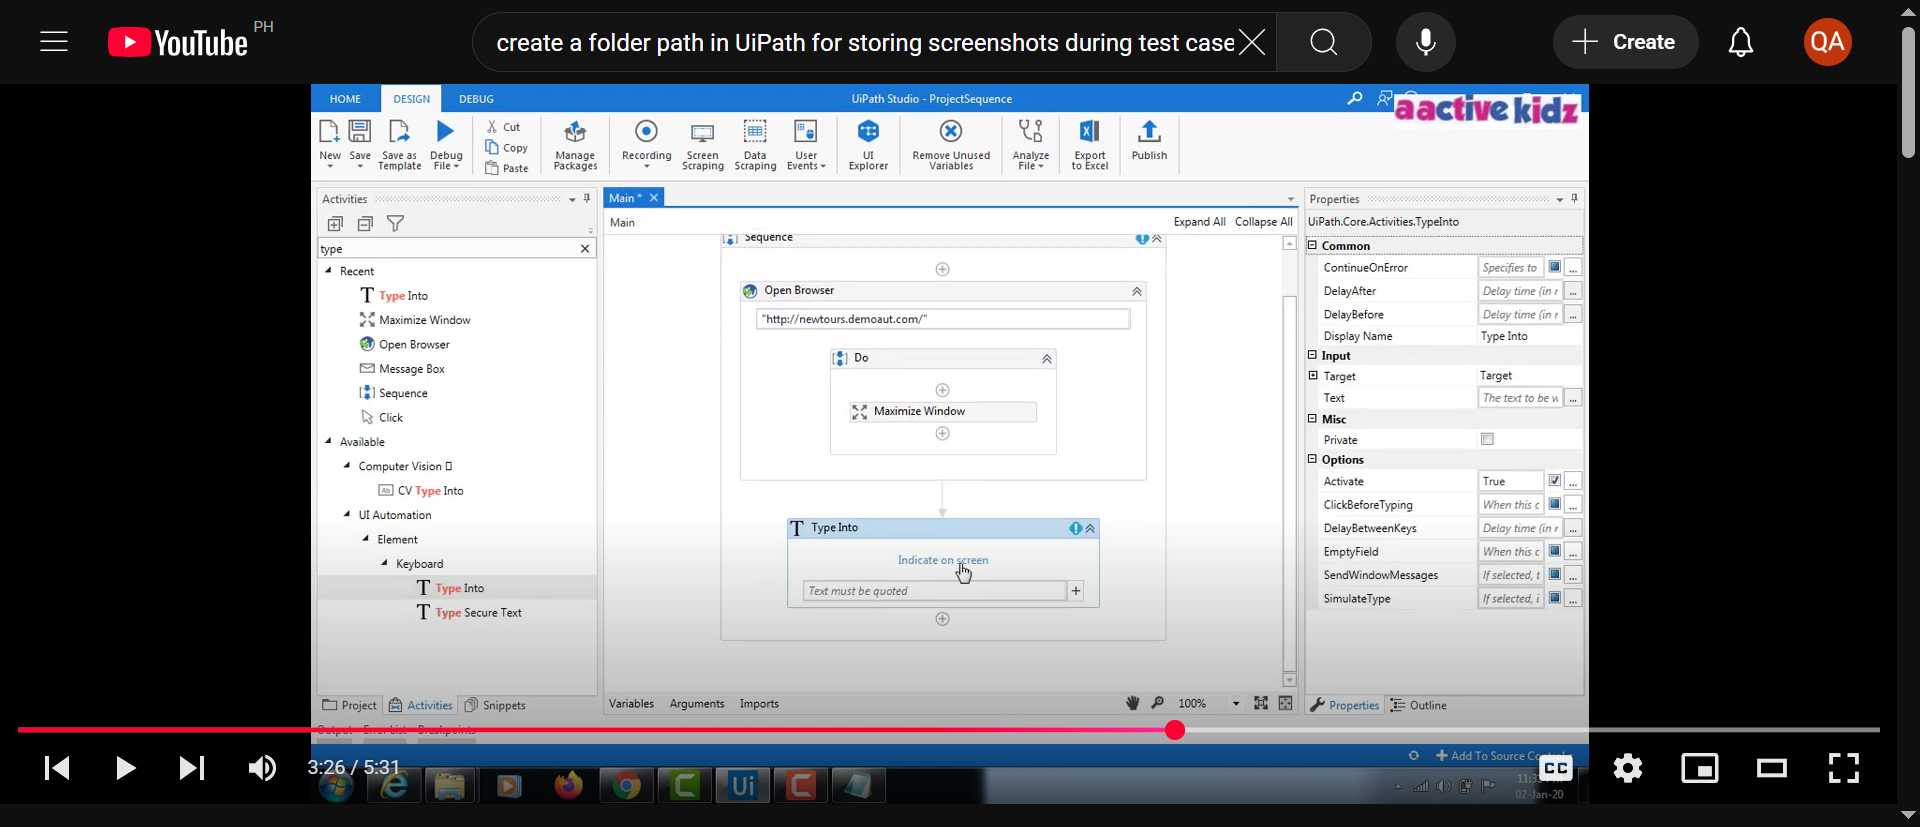 YouTube PH
create a folder path in UiPath for storing screenshots during test case
Create
QA
HOME DESIGN DEBUG
UiPath Studio - ProjectSequence
aactive kidz
New
Save
Save as Template
Debug File
Cut
Copy
Paste
Manage Packages
Recording
Screen Scraping
Data Scraping
User Events
UI Explorer
Remove Unused Variables
Analyze File
Export to Excel
Publish
Activities
type
Recent
Type Into
Maximize Window
Open Browser
Message Box
Sequence
Click
Available
Computer Vision
CV Type Into
UI Automation
Element
Keyboard
Type Into
Type Secure Text
Project Activities Snippets
Main *
Main
Expand All Collapse All
Sequence
Open Browser
"http://newtours.demoaut.com/"
Do
Maximize Window
Type Into
Indicate on screen
Text must be quoted
Variables Arguments Imports
100%
Properties
UiPath.Core.Activities.TypeInto
Common
ContinueOnError Specifies to ...
DelayAfter Delay time (in r ...
DelayBefore Delay time (in r ...
Display Name Type Into
Input
Target Target
Text The text to be w ...
Misc
Private
Options
Activate True ...
ClickBeforeTyping When this c ...
DelayBetweenKeys Delay time (in r ...
EmptyField When this c ...
SendWindowMessages If selected, t ...
SimulateType If selected, i ...
Properties Outline
Output Error List Breakpoints
Add To Source Control
3:26 / 5:31
CC
Ui
02-Jan-20